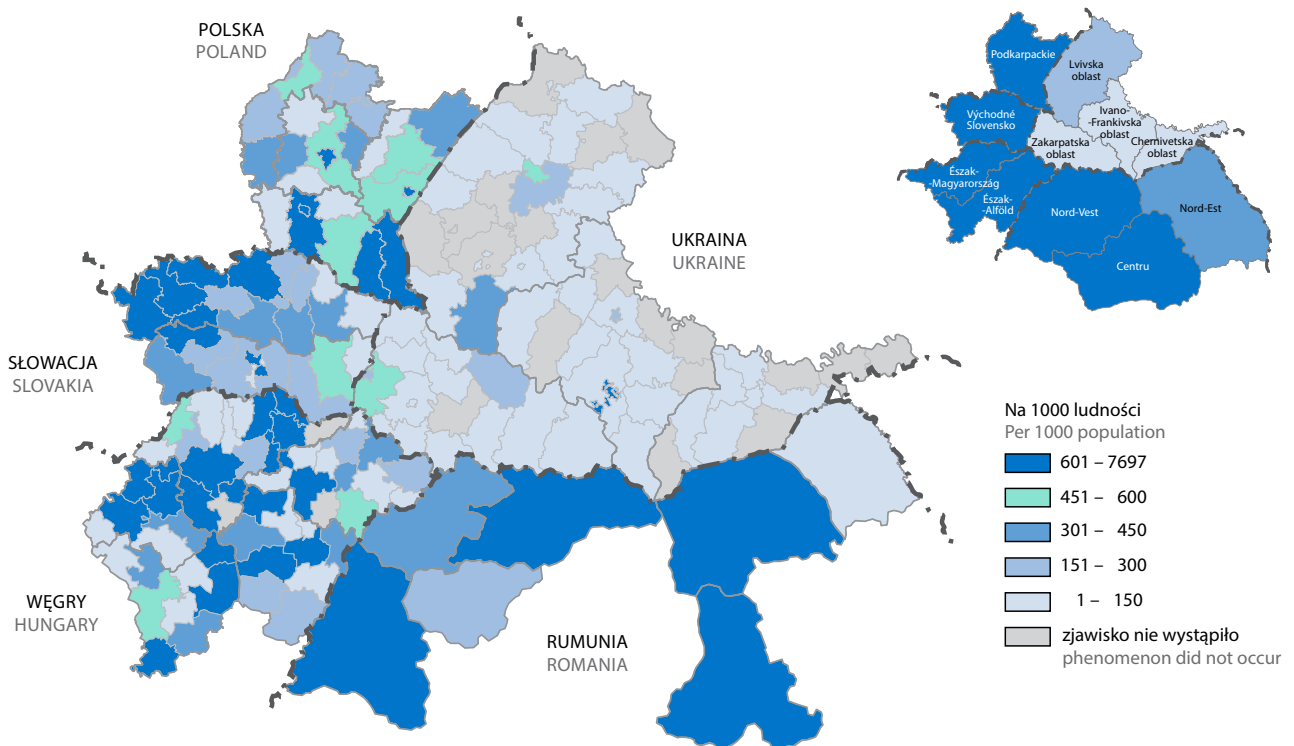 POLSKA
POLAND
UKRAINA
UKRAINE
SŁOWACJA
SLOVAKIA
WĘGRY
HUNGARY
RUMUNIA
ROMANIA
Podkarpackie
Lvivska
oblast
Východné
Slovensko
Ivano-
-Frankivska
oblast
Zakarpatska
oblast
Chernivetska
oblast
Észak-
-Magyarország
Észak-
-Alföld
Nord-Vest
Nord-Est
Centru
Na 1000 ludności
Per 1000 population
601 – 7697
451 – 600
301 – 450
151 – 300
1 – 150
zjawisko nie wystąpiło
phenomenon did not occur